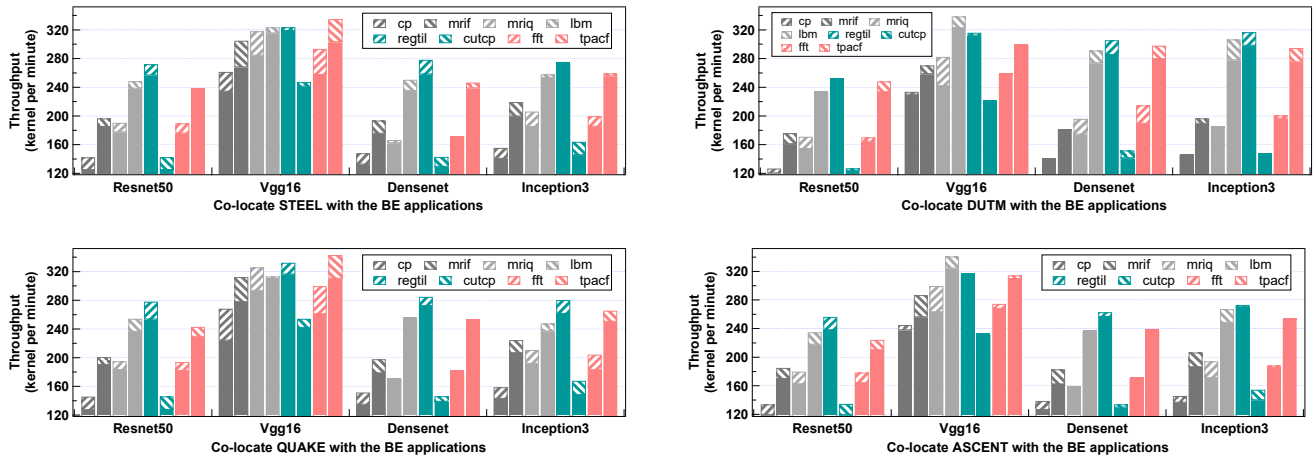 Throughput
(kernel per minute)
320
280
240
200
160
120
cp mrif mriq lbm
regtil cutcp fft tpacf
Resnet50 Vgg16 Densenet Inception3
Co-locate STEEL with the BE applications
Throughput
(kernel per minute)
320
280
240
200
160
120
cp mrif mriq
lbm regtil cutcp
fft tpacf
Resnet50 Vgg16 Densenet Inception3
Co-locate DUTM with the BE applications
Throughput
(kernel per minute)
320
280
240
200
160
120
cp mrif mriq lbm
regtil cutcp fft tpacf
Resnet50 Vgg16 Densenet Inception3
Co-locate QUAKE with the BE applications
Throughput
(kernel per minute)
320
280
240
200
160
120
cp mrif mriq lbm
regtil cutcp fft tpacf
Resnet50 Vgg16 Densenet Inception3
Co-locate ASCENT with the BE applications